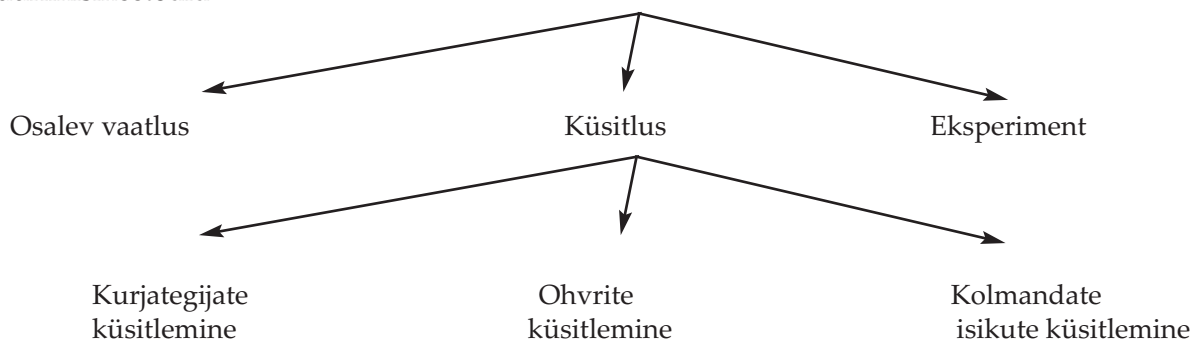 Osalev vaatlus
Küsitlus
Eksperiment
Kurjategijate
küsitlemine
Ohvrite
küsitlemine
Kolmandate
isikute küsitlemine